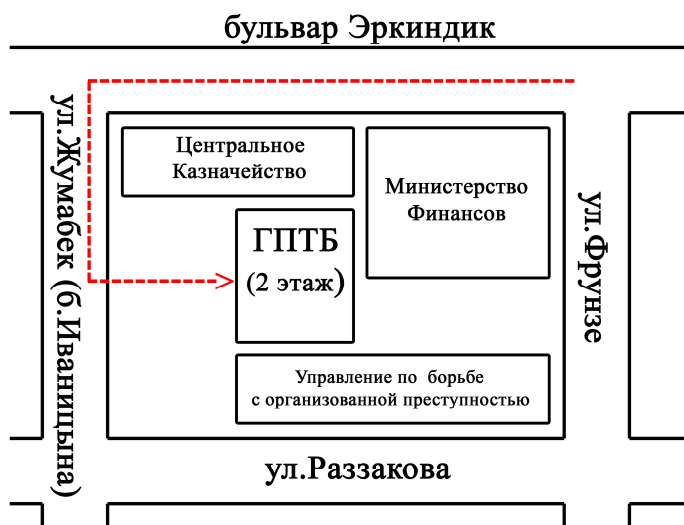 бульвар Эркиндик
ул.Жумабек (б.Иваницына)
Центральное
Казначейство
Министерство
Финансов
ГПТБ
(2 этаж)
ул.Фрунзе
Управление по борьбе
с организованной преступностью
ул.Раззакова